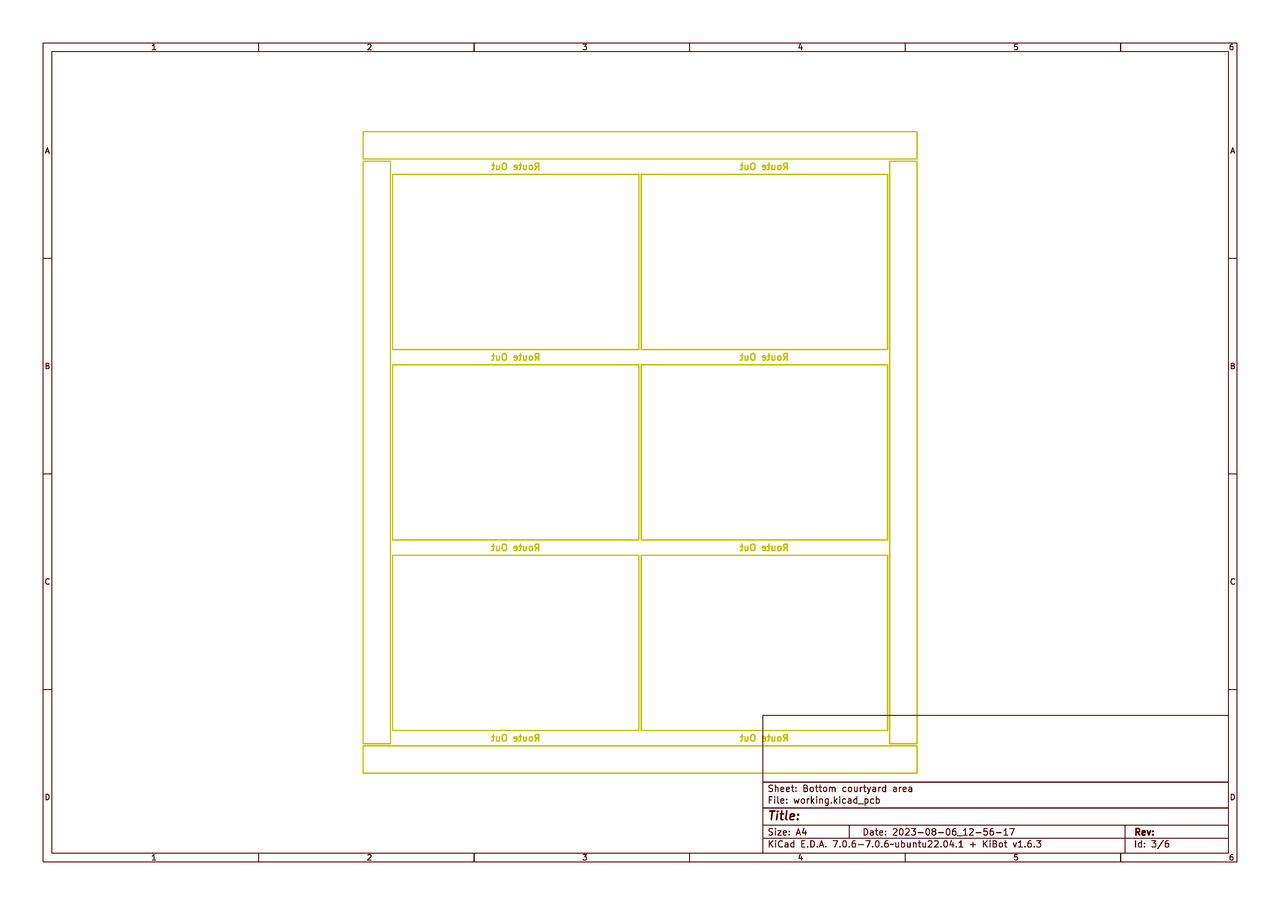 1 2 3 4 5 6
A A
Route Out Route Out
Route Out Route Out
B B
Route Out Route Out
C C
Route Out Route Out
Sheet: Bottom courtyard area
D D
File: working.kicad_pcb
Title:
Size: A4 Date: 2023-08-06_12-56-17 Rev:
KiCad E.D.A. 7.0.6-7.0.6~ubuntu22.04.1 + KiBot v1.6.3 Id: 3/6
1 2 3 4 5 6